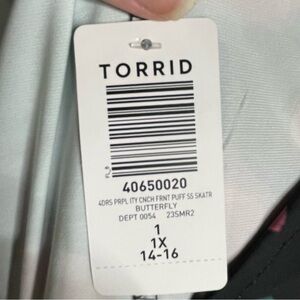 TORRID
40650020
4DRS PRPL ITY CNCH FRNT PUFF SS SKATR
BUTTERFLY
DEPT 0054 23SMR2
1
1X
14-16